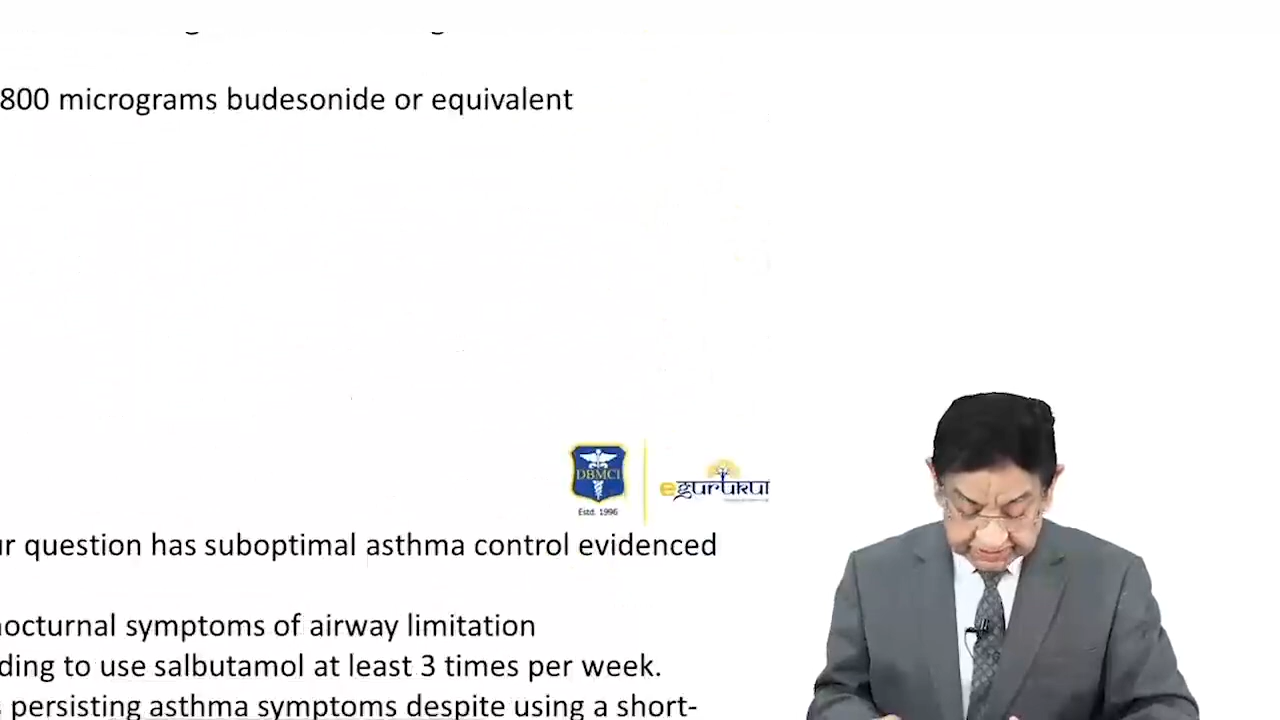 800 micrograms budesonide or equivalent
DBMCI
egurukul
Estd. 1996
question has suboptimal asthma control evidenced
nocturnal symptoms of airway limitation
to use salbutamol at least 3 times per week.
persisting asthma symptoms despite using a short-